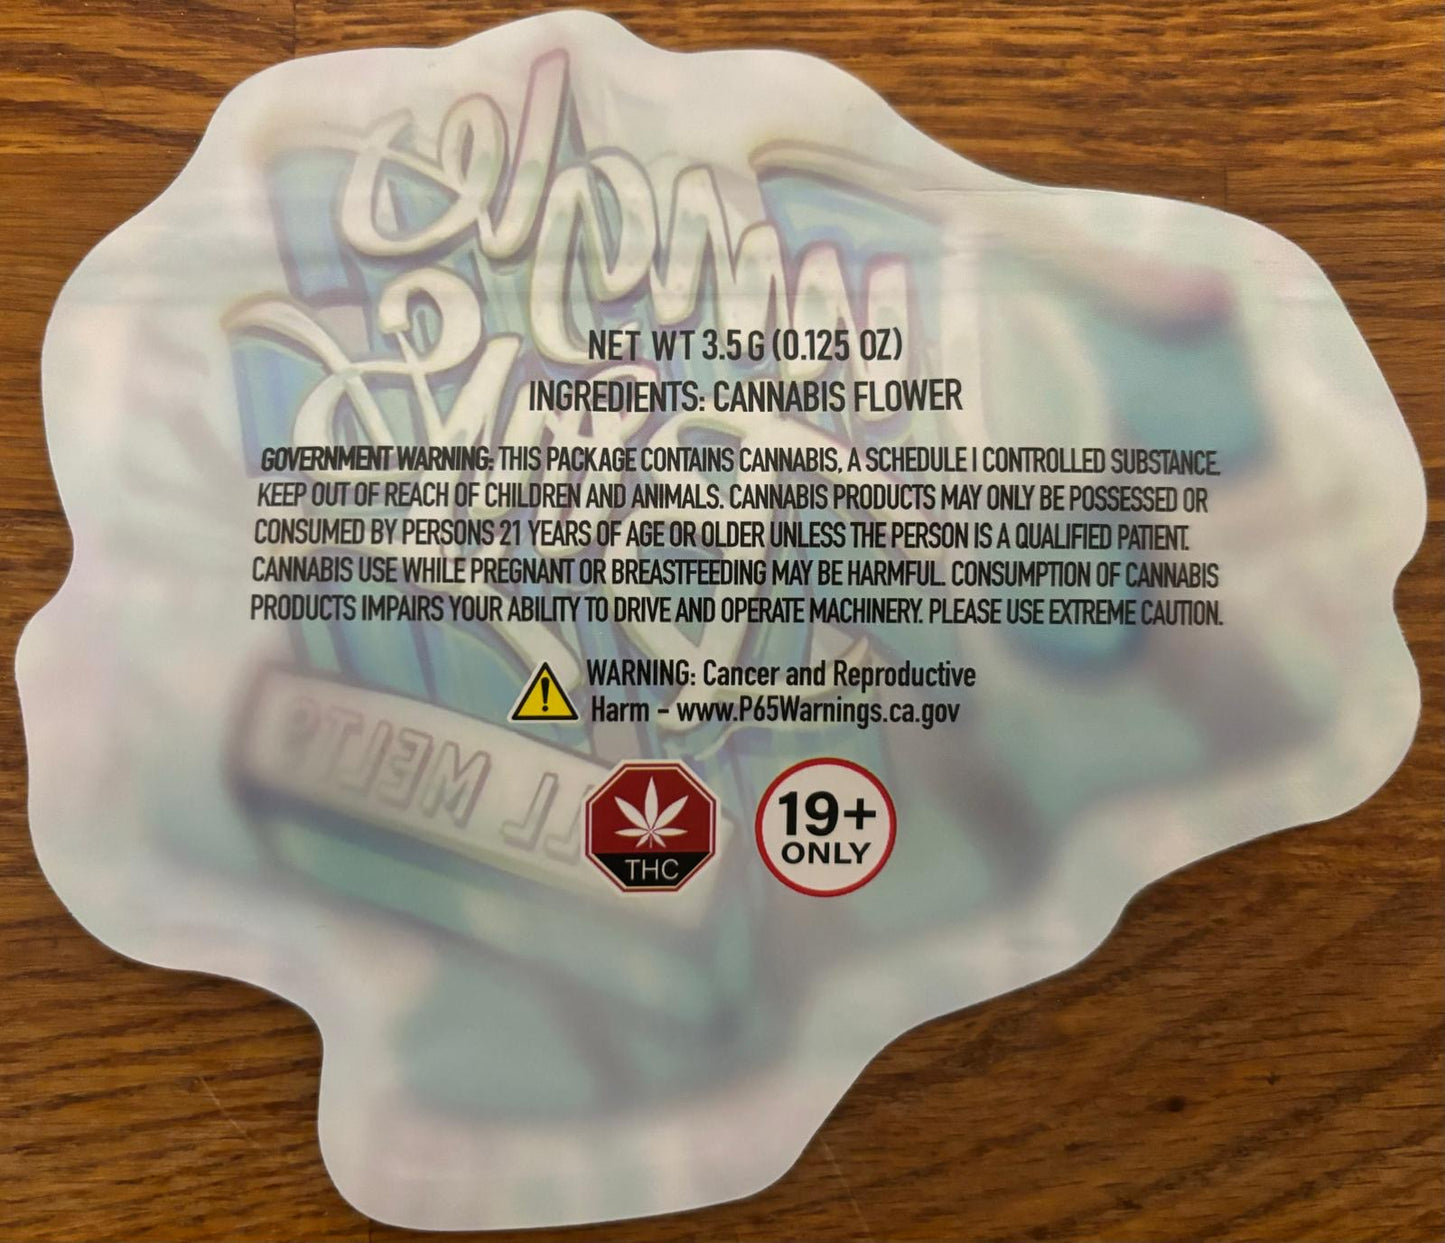 NET WT 3.5 G (0.125 OZ)
INGREDIENTS: CANNABIS FLOWER
GOVERNMENT WARNING: THIS PACKAGE CONTAINS CANNABIS, A SCHEDULE I CONTROLLED SUBSTANCE.
KEEP OUT OF REACH OF CHILDREN AND ANIMALS. CANNABIS PRODUCTS MAY ONLY BE POSSESSED OR
CONSUMED BY PERSONS 21 YEARS OF AGE OR OLDER UNLESS THE PERSON IS A QUALIFIED PATIENT.
CANNABIS USE WHILE PREGNANT OR BREASTFEEDING MAY BE HARMFUL. CONSUMPTION OF CANNABIS
PRODUCTS IMPAIRS YOUR ABILITY TO DRIVE AND OPERATE MACHINERY. PLEASE USE EXTREME CAUTION.
WARNING: Cancer and Reproductive
Harm - www.P65Warnings.ca.gov
MELTS
THC
19+
ONLY